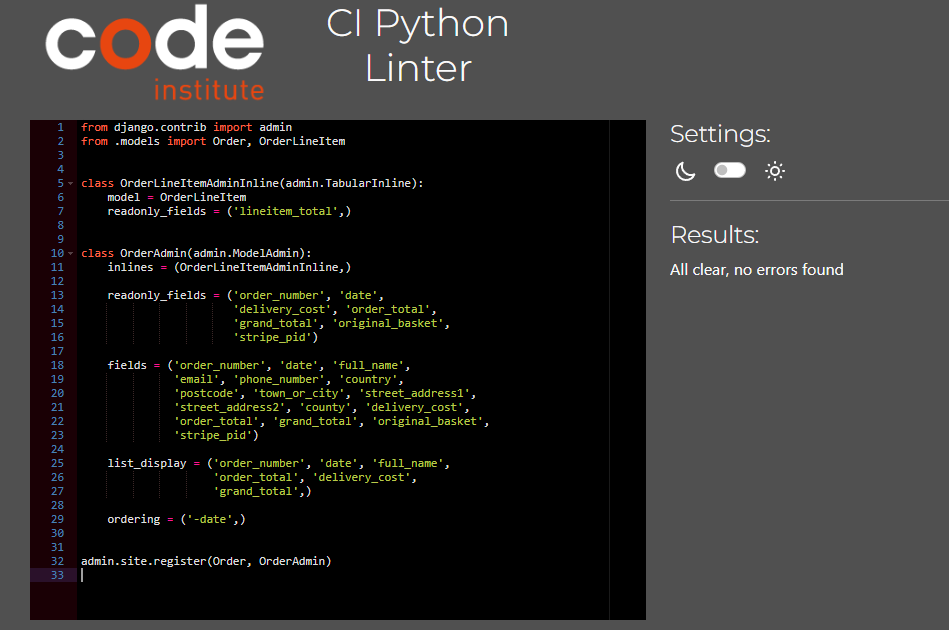 code
institute
CI Python
Linter
1 from django.contrib import admin
2 from .models import Order, OrderLineItem
3
4
5 class OrderLineItemAdminInline(admin.TabularInline):
6     model = OrderLineItem
7     readonly_fields = ('lineitem_total',)
8
9
10 class OrderAdmin(admin.ModelAdmin):
11     inlines = (OrderLineItemAdminInline,)
12
13     readonly_fields = ('order_number', 'date',
14                        'delivery_cost', 'order_total',
15                        'grand_total', 'original_basket',
16                        'stripe_pid')
17
18     fields = ('order_number', 'date', 'full_name',
19               'email', 'phone_number', 'country',
20               'postcode', 'town_or_city', 'street_address1',
21               'street_address2', 'county', 'delivery_cost',
22               'order_total', 'grand_total', 'original_basket',
23               'stripe_pid')
24
25     list_display = ('order_number', 'date', 'full_name',
26                     'order_total', 'delivery_cost',
27                     'grand_total',)
28
29     ordering = ('-date',)
30
31
32 admin.site.register(Order, OrderAdmin)
33
Settings:
Results:
All clear, no errors found